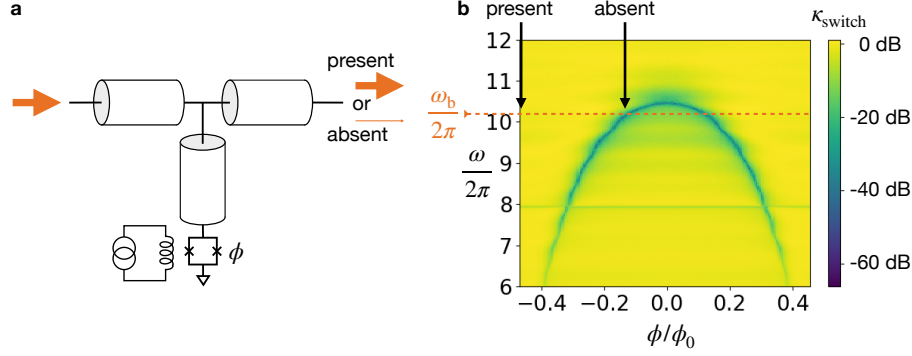 a
present
or
absent
ϕ
b
present
absent
κswitch
12
11
10
9
8
7
6
ωb
2π
ω
2π
−0.4
−0.2
0.0
0.2
0.4
ϕ/ϕ0
0 dB
-20 dB
-40 dB
-60 dB